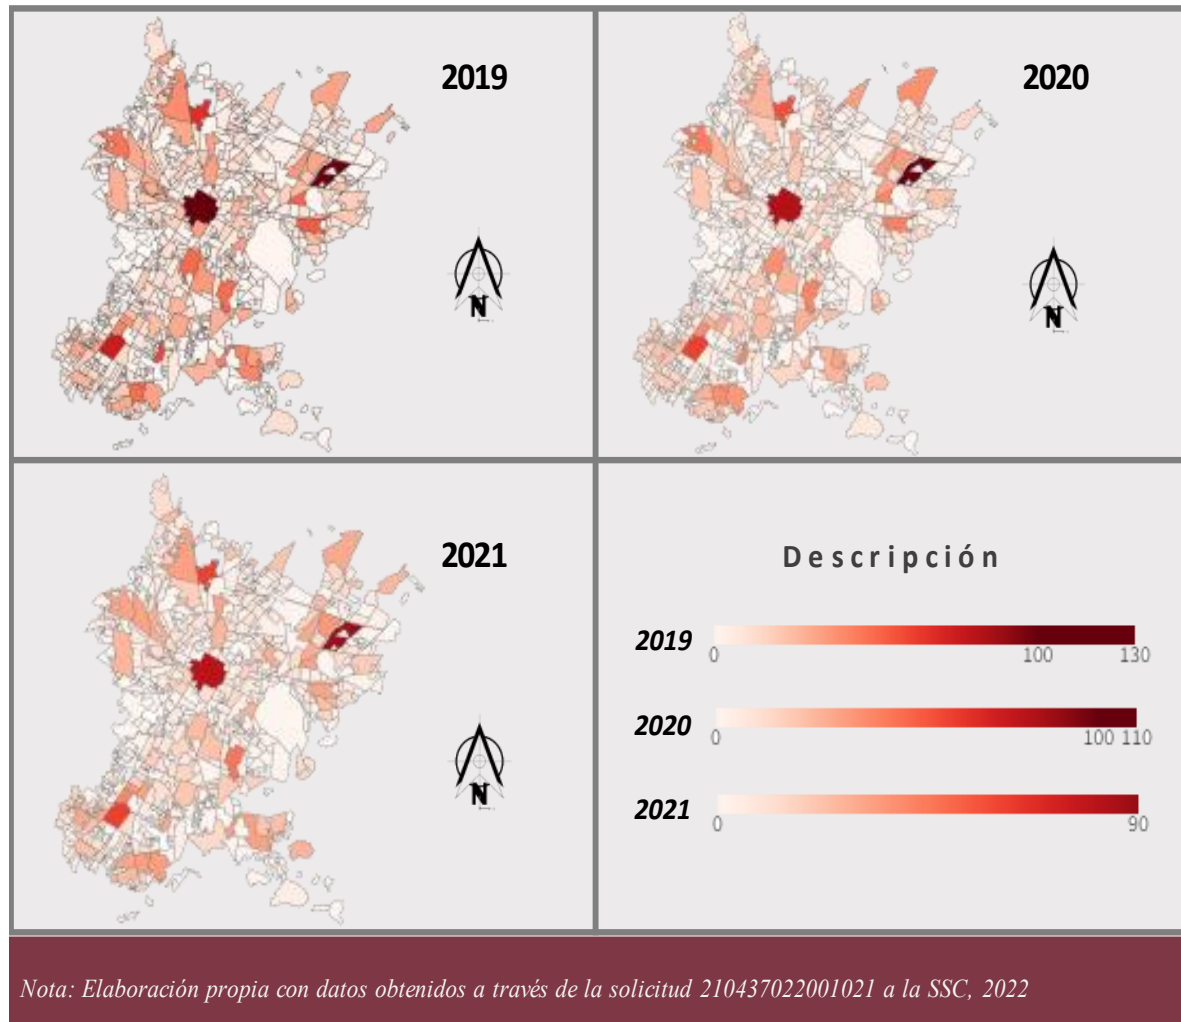 2019
2020
N
N
2021
N
Descripción
2019
0 100 130
2020
0 100 110
2021
0 90
Nota: Elaboración propia con datos obtenidos a través de la solicitud 210437022001021 a la SSC, 2022